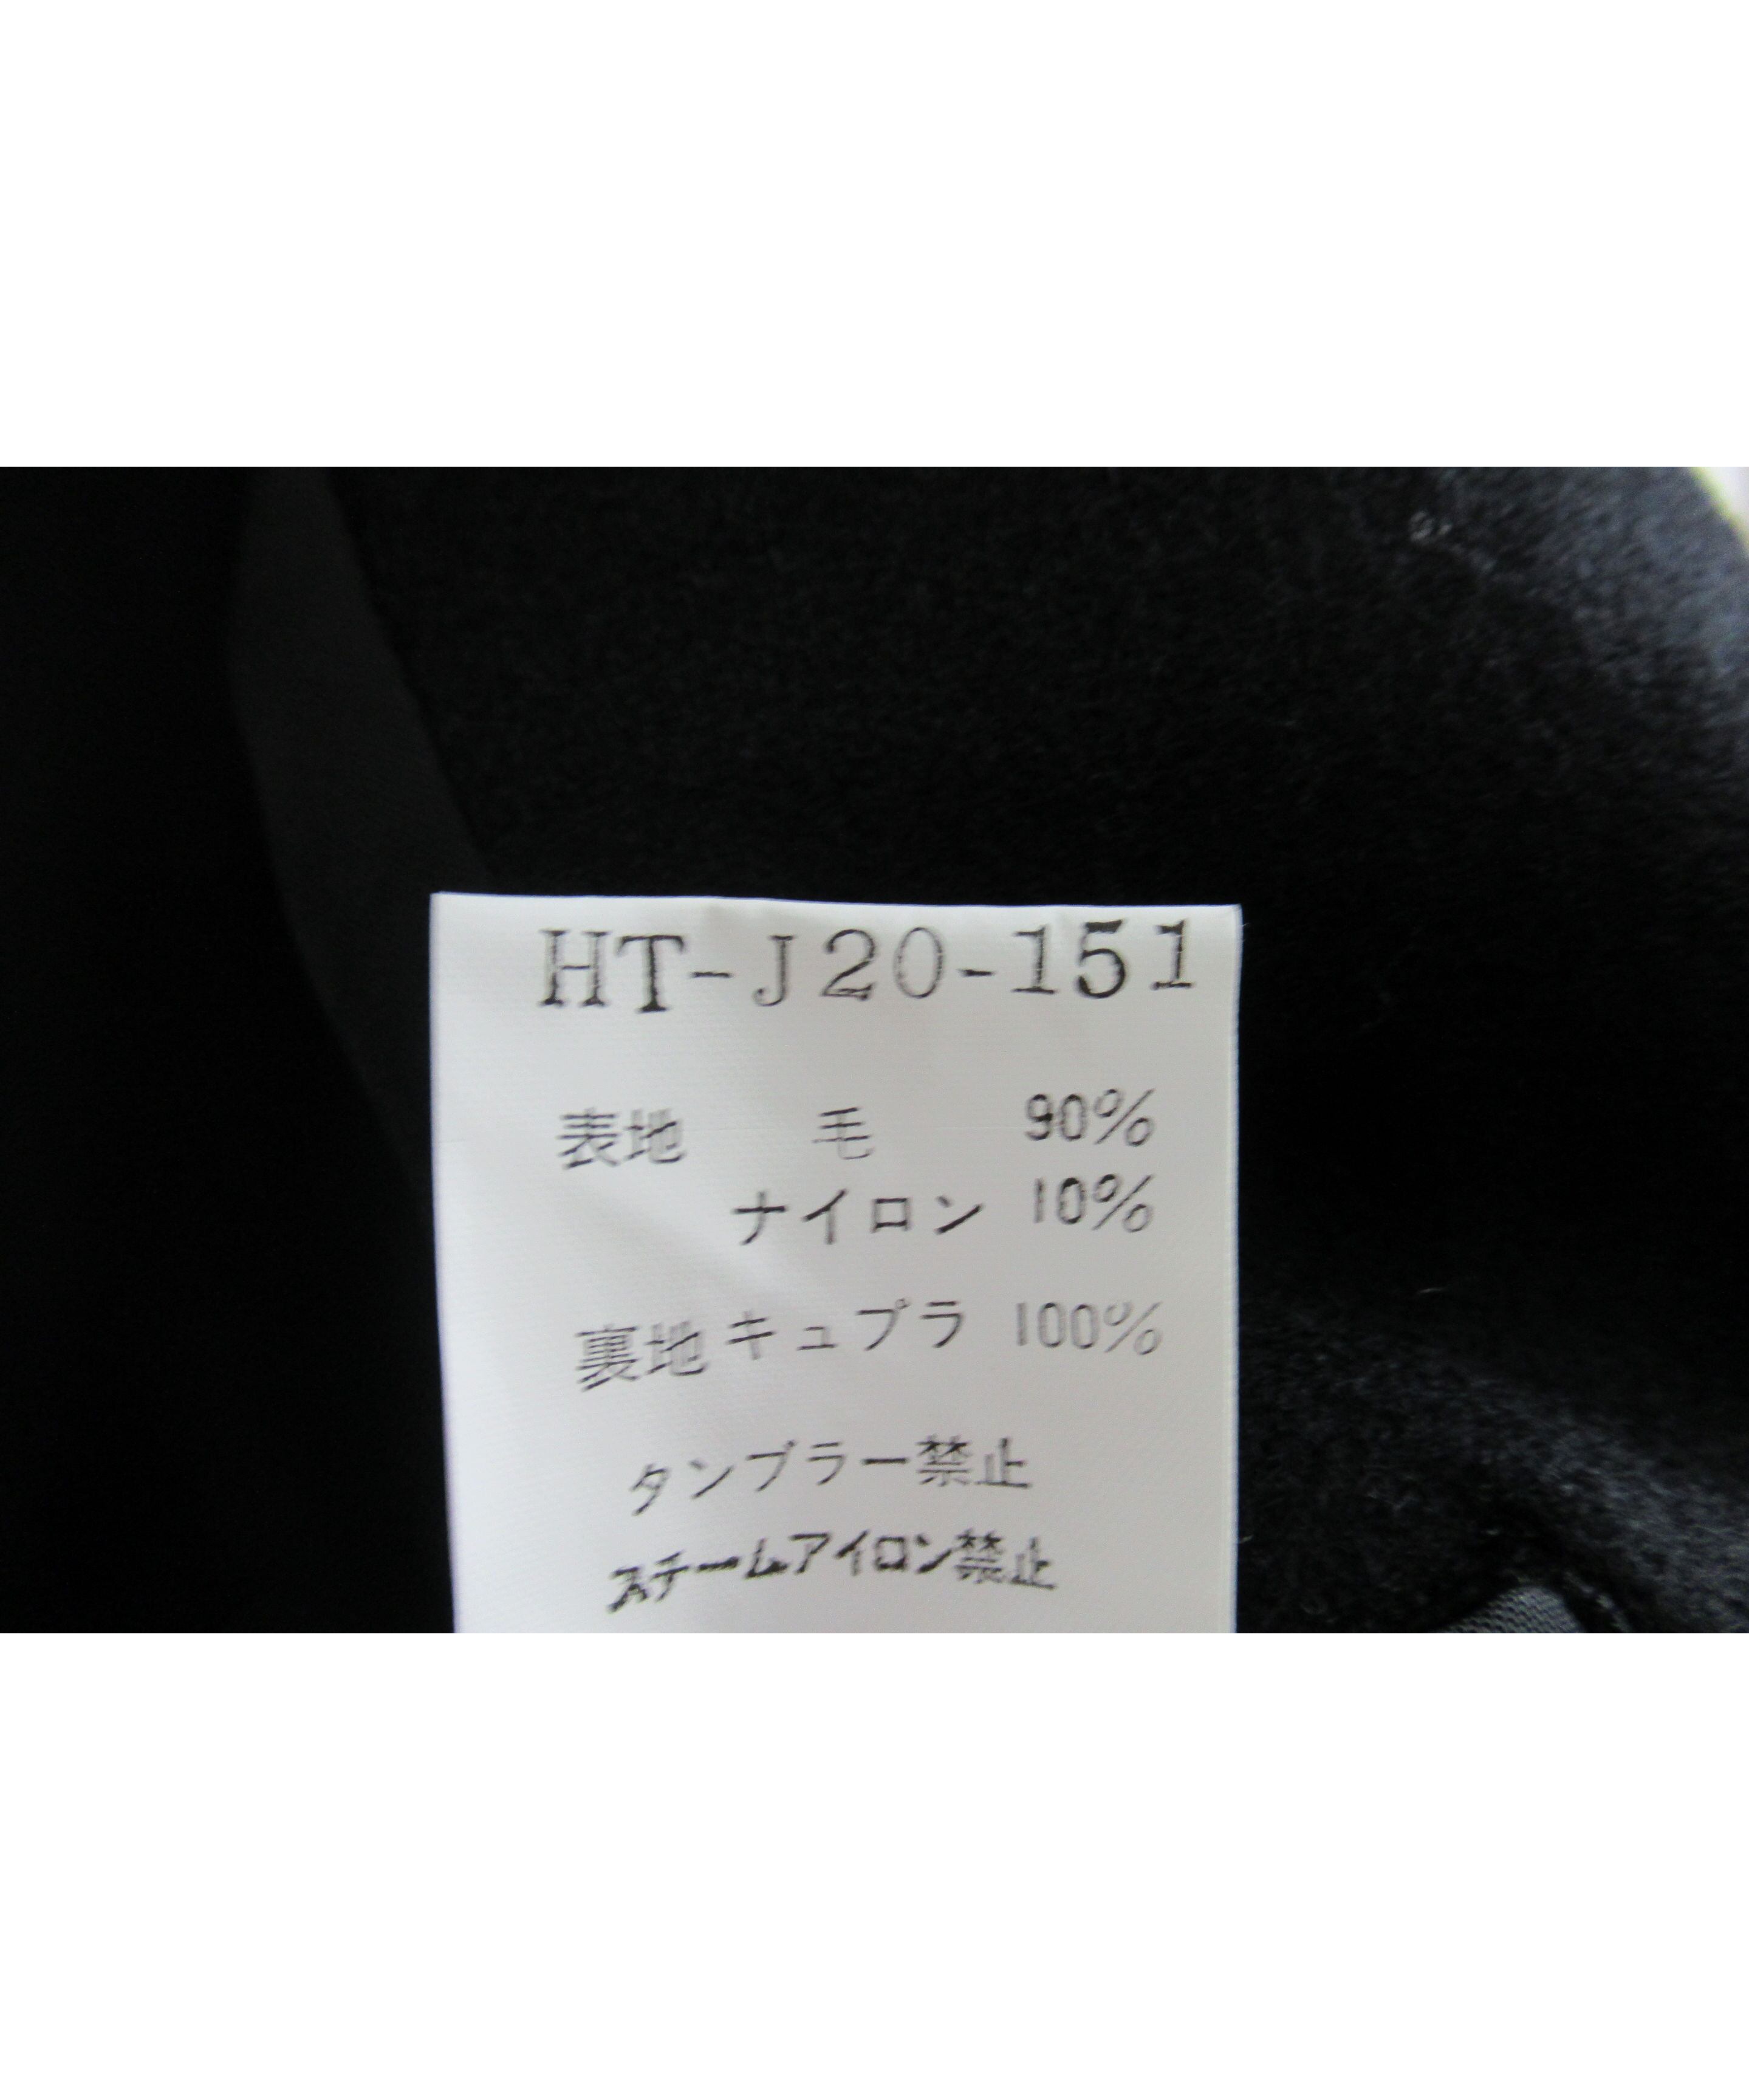 HT-J20-151
表地 毛 90%
ナイロン 10%
裏地 キュプラ 100%
タンブラー禁止
スチームアイロン禁止